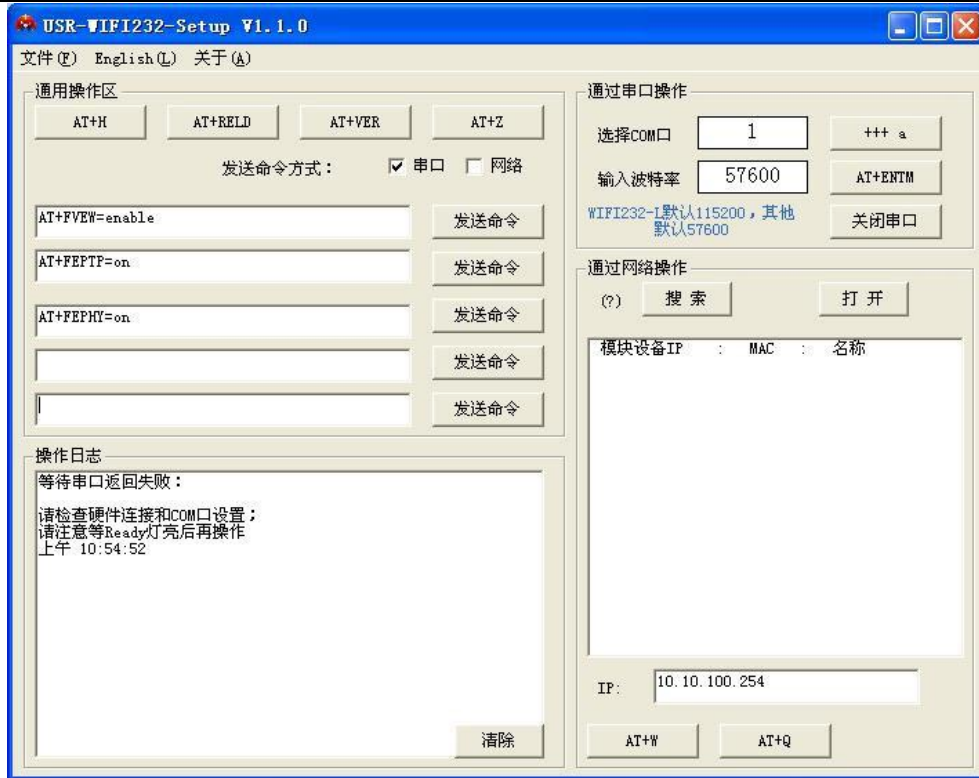 USR-WIFI232-Setup V1.1.0
文件(F) English(L) 关于(A)
通用操作区
AT+H AT+RELD AT+VER AT+Z
发送命令方式： 串口 网络
AT+FVEW=enable 发送命令
AT+FEPTP=on 发送命令
AT+FEPHY=on 发送命令
发送命令
发送命令
操作日志
等待串口返回失败：
请检查硬件连接和COM口设置；
请注意等Ready灯亮后再操作
上午 10:54:52
清除
通过串口操作
选择COM口 1 +++ a
输入波特率 57600 AT+ENTM
WIFI232-L默认115200，其他
默认57600
关闭串口
通过网络操作
(?) 搜 索 打 开
模块设备IP : MAC : 名称
IP: 10.10.100.254
AT+W AT+Q